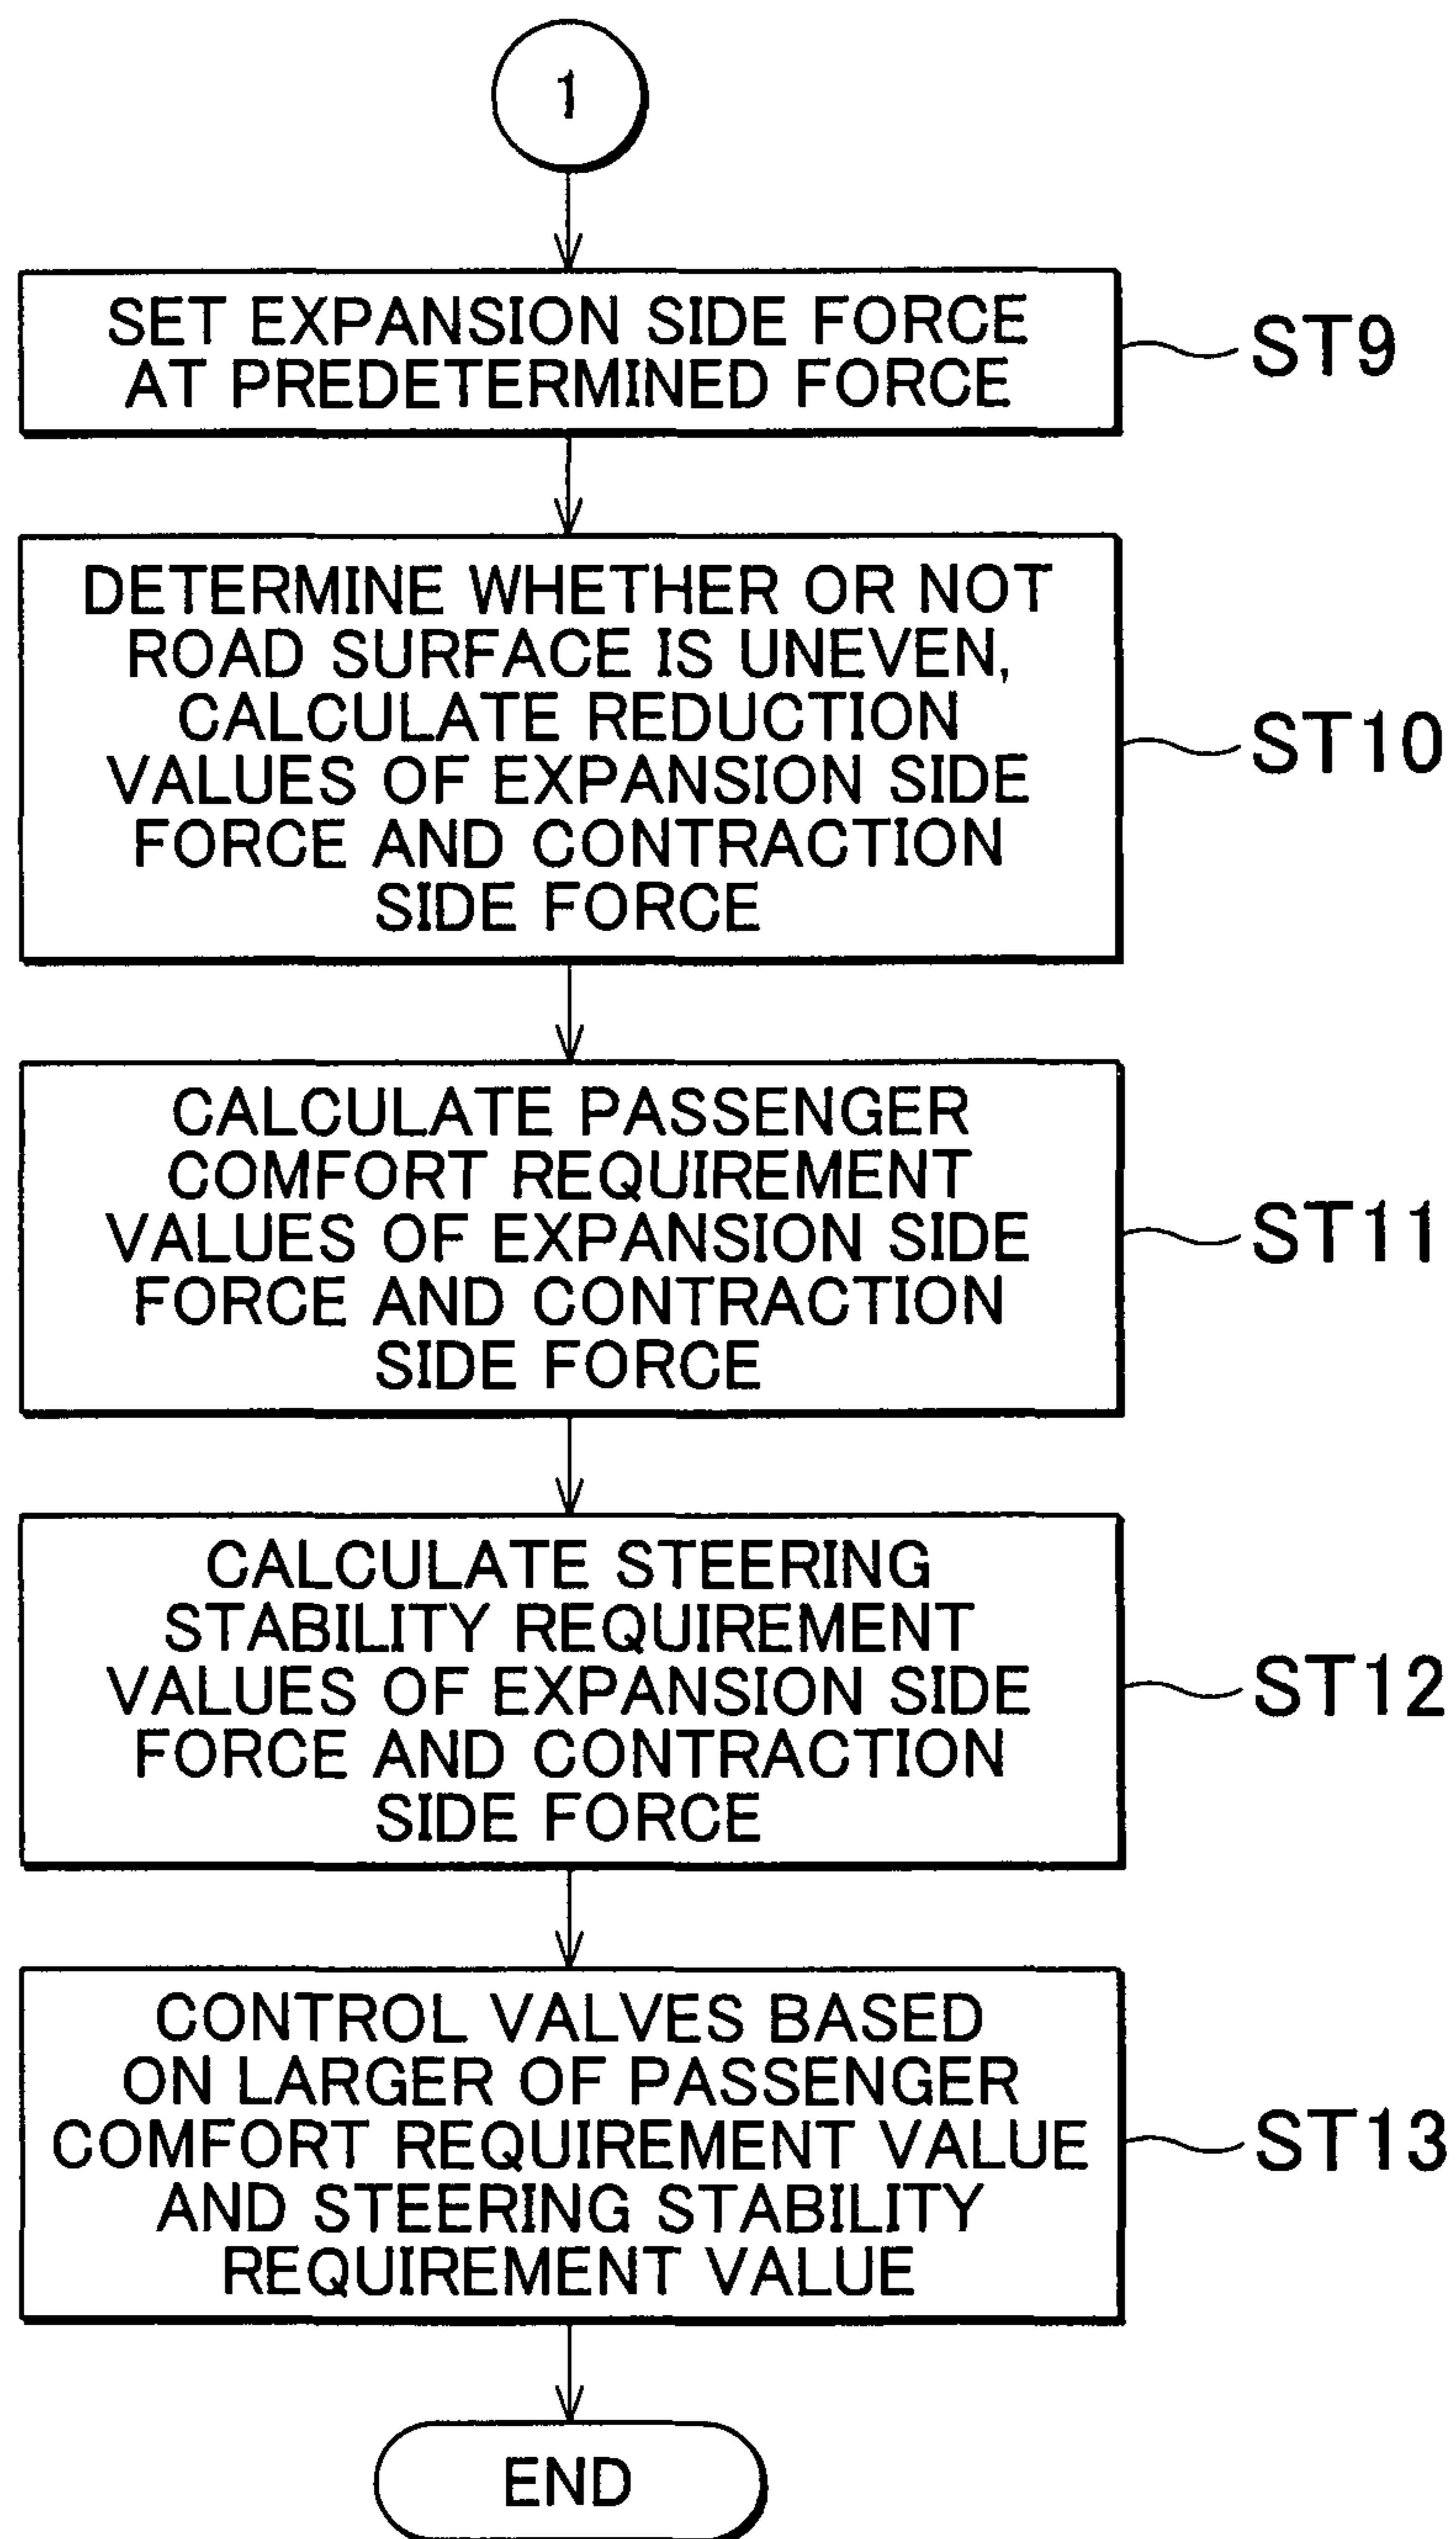 1
SET EXPANSION SIDE FORCE
AT PREDETERMINED FORCE
ST9
DETERMINE WHETHER OR NOT
ROAD SURFACE IS UNEVEN,
CALCULATE REDUCTION
VALUES OF EXPANSION SIDE
FORCE AND CONTRACTION
SIDE FORCE
ST10
CALCULATE PASSENGER
COMFORT REQUIREMENT
VALUES OF EXPANSION SIDE
FORCE AND CONTRACTION
SIDE FORCE
ST11
CALCULATE STEERING
STABILITY REQUIREMENT
VALUES OF EXPANSION SIDE
FORCE AND CONTRACTION
SIDE FORCE
ST12
CONTROL VALVES BASED
ON LARGER OF PASSENGER
COMFORT REQUIREMENT VALUE
AND STEERING STABILITY
REQUIREMENT VALUE
ST13
END